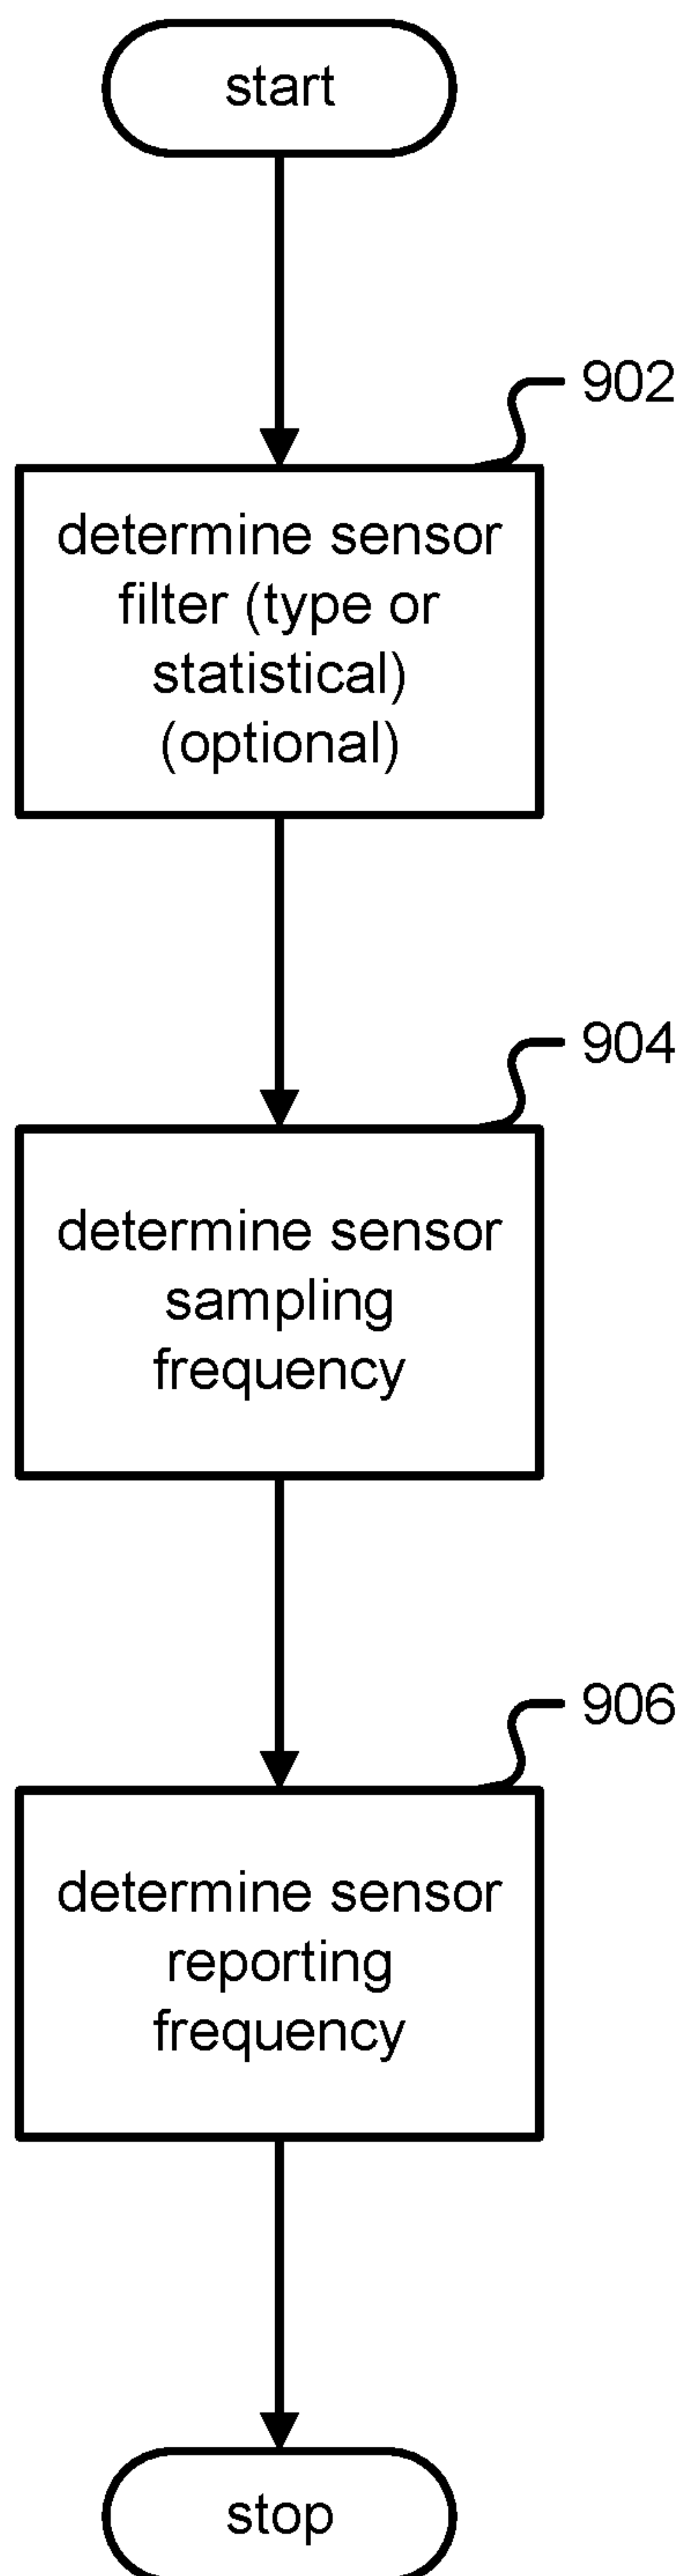 start
902
determine sensor
filter (type or
statistical)
(optional)
904
determine sensor
sampling
frequency
906
determine sensor
reporting
frequency
stop